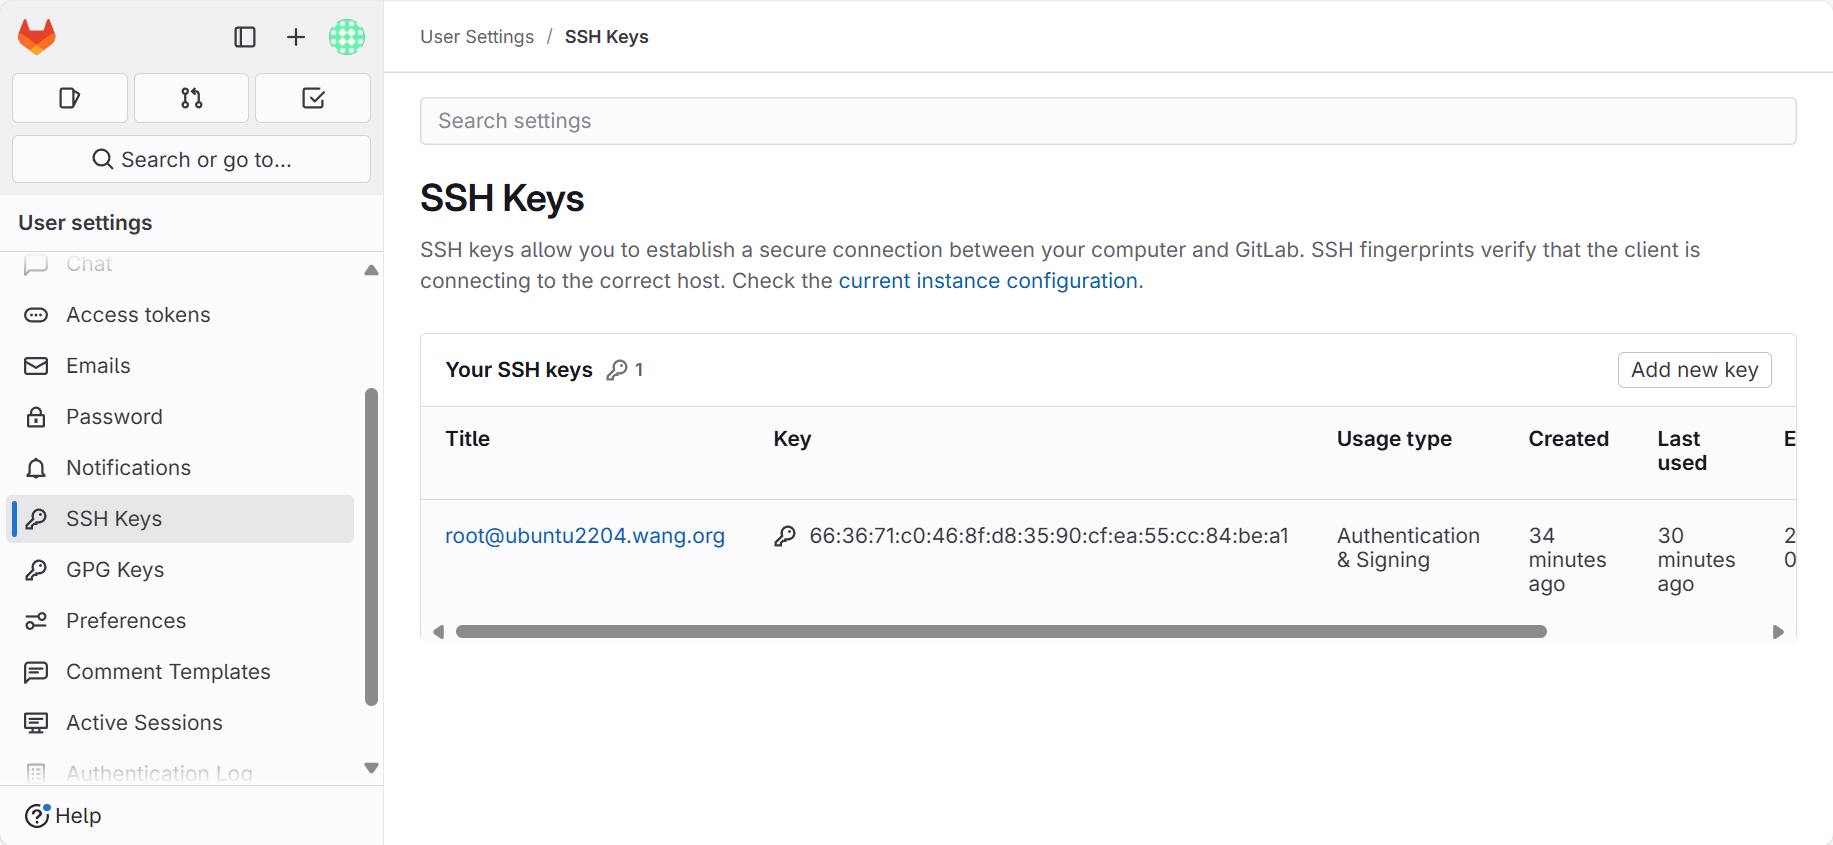 User Settings / SSH Keys
Search or go to...
User settings
Chat
Access tokens
Emails
Password
Notifications
SSH Keys
GPG Keys
Preferences
Comment Templates
Active Sessions
Authentication Log
Help
Search settings
SSH Keys
SSH keys allow you to establish a secure connection between your computer and GitLab. SSH fingerprints verify that the client is
connecting to the correct host. Check the current instance configuration.
Your SSH keys 1
Add new key
Title Key Usage type Created Last used E
root@ubuntu2204.wang.org 66:36:71:c0:46:8f:d8:35:90:cf:ea:55:cc:84:be:a1 Authentication & Signing 34 minutes ago 30 minutes ago 2 0